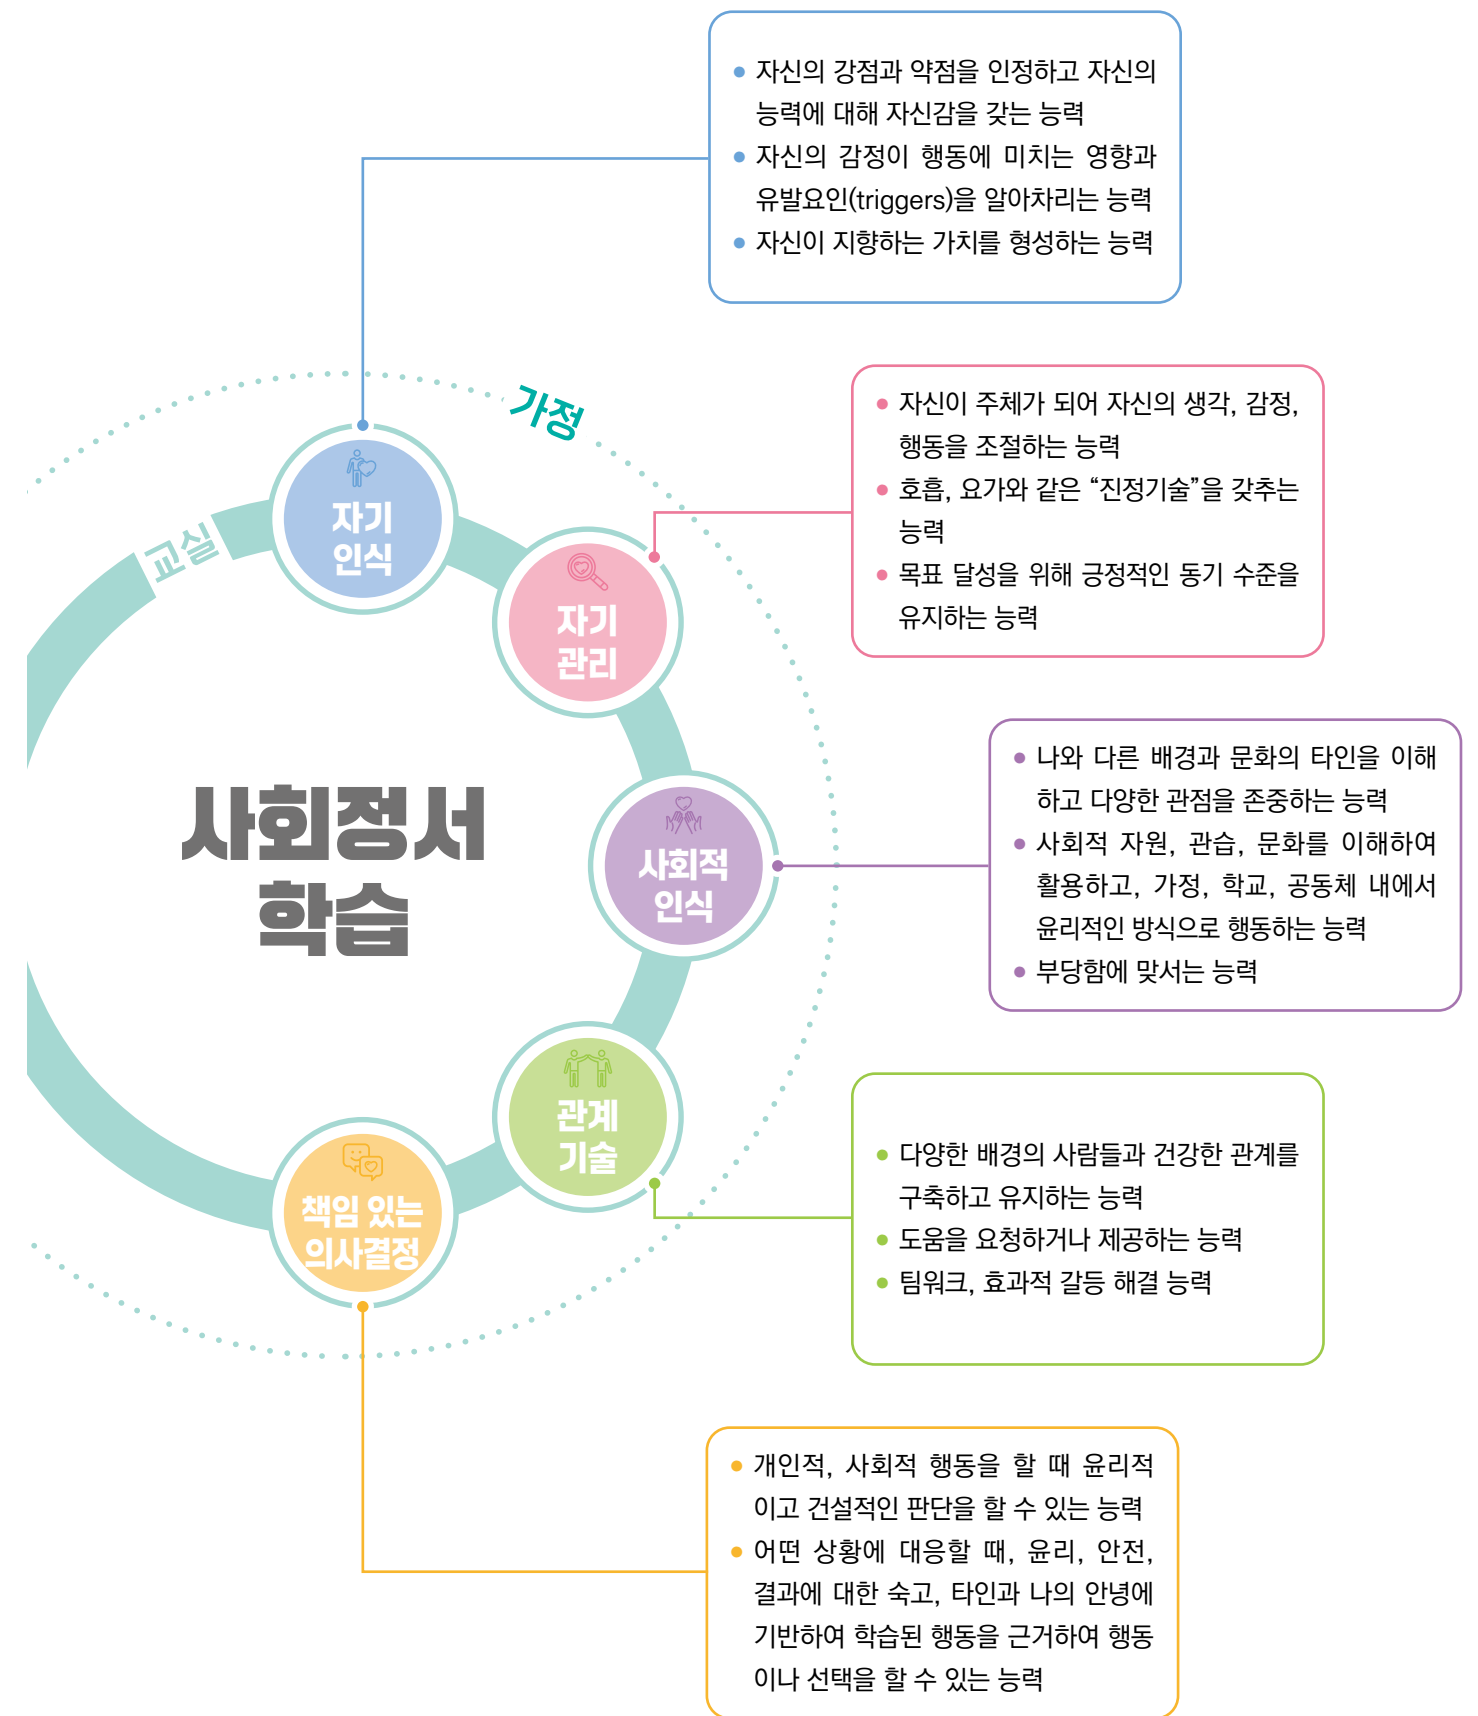 자신의 강점과 약점을 인정하고 자신의
능력에 대해 자신감을 갖는 능력
자신의 감정이 행동에 미치는 영향과
유발요인(triggers)을 알아차리는 능력
자신이 지향하는 가치를 형성하는 능력
가정
교실
자기
인식
자신이 주체가 되어 자신의 생각, 감정,
행동을 조절하는 능력
호흡, 요가와 같은 “진정기술”을 갖추는
능력
목표 달성을 위해 긍정적인 동기 수준을
유지하는 능력
자기
관리
사회정서
학습
나와 다른 배경과 문화의 타인을 이해
하고 다양한 관점을 존중하는 능력
사회적 자원, 관습, 문화를 이해하여
활용하고, 가정, 학교, 공동체 내에서
윤리적인 방식으로 행동하는 능력
부당함에 맞서는 능력
사회적
인식
관계
기술
다양한 배경의 사람들과 건강한 관계를
구축하고 유지하는 능력
도움을 요청하거나 제공하는 능력
팀워크, 효과적 갈등 해결 능력
책임 있는
의사결정
개인적, 사회적 행동을 할 때 윤리적
이고 건설적인 판단을 할 수 있는 능력
어떤 상황에 대응할 때, 윤리, 안전,
결과에 대한 숙고, 타인과 나의 안녕에
기반하여 학습된 행동을 근거하여 행동
이나 선택을 할 수 있는 능력